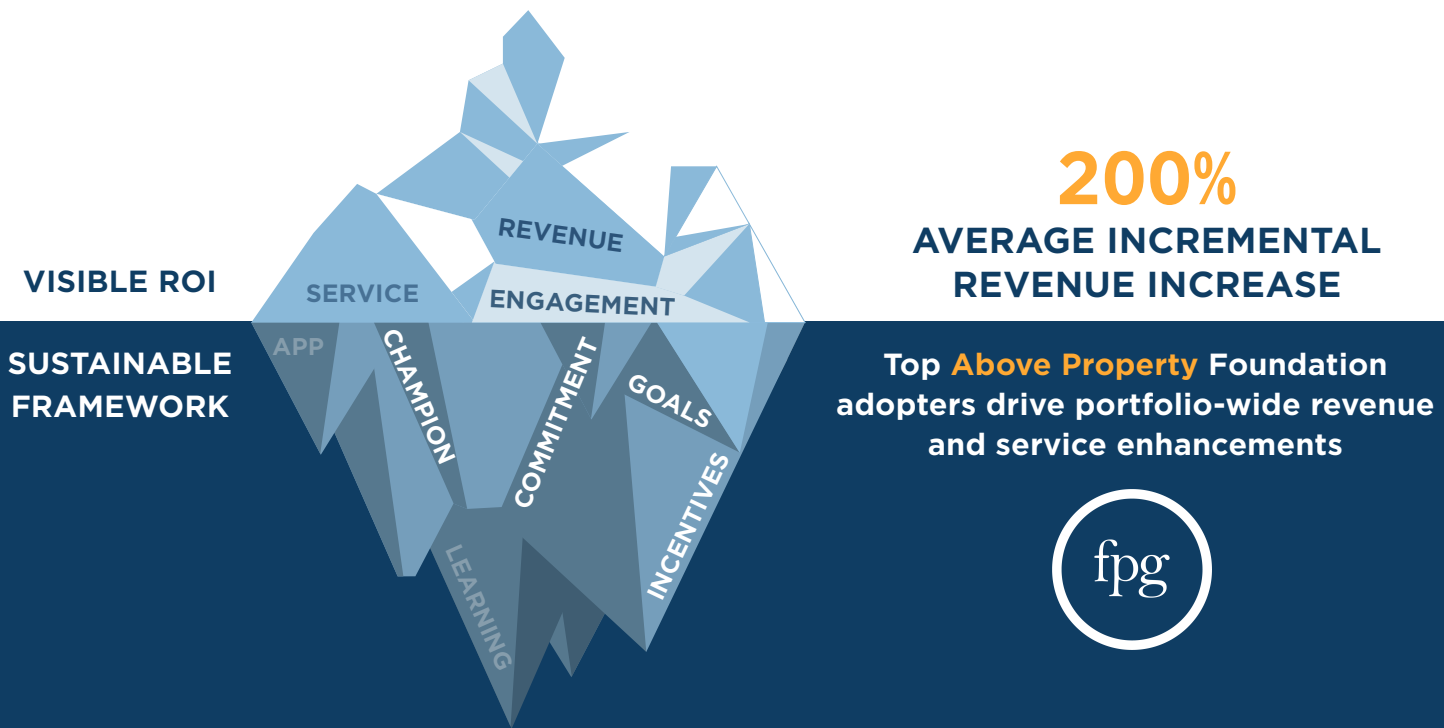 VISIBLE ROI
SUSTAINABLE
FRAMEWORK
REVENUE
SERVICE
ENGAGEMENT
APP
CHAMPION
COMMITMENT
GOALS
INCENTIVES
LEARNING
200%
AVERAGE INCREMENTAL
REVENUE INCREASE
Top Above Property Foundation
adopters drive portfolio-wide revenue
and service enhancements
fpg